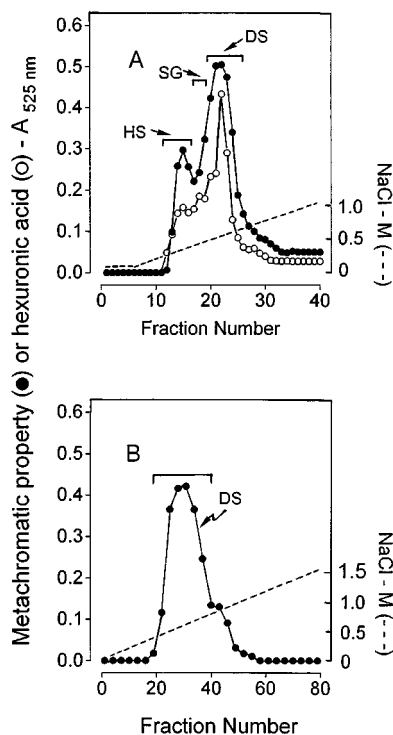 Metachromatic property (●) or hexuronic acid (○) - A 525 nm
A
0.6
0.5
0.4
0.3
0.2
0.1
0.0
HS
SG
DS
1.0
0.5
0
NaCl - M (---)
0 10 20 30 40
Fraction Number
B
0.6
0.5
0.4
0.3
0.2
0.1
0.0
DS
1.5
1.0
0.5
0
NaCl - M (---)
0 20 40 60 80
Fraction Number